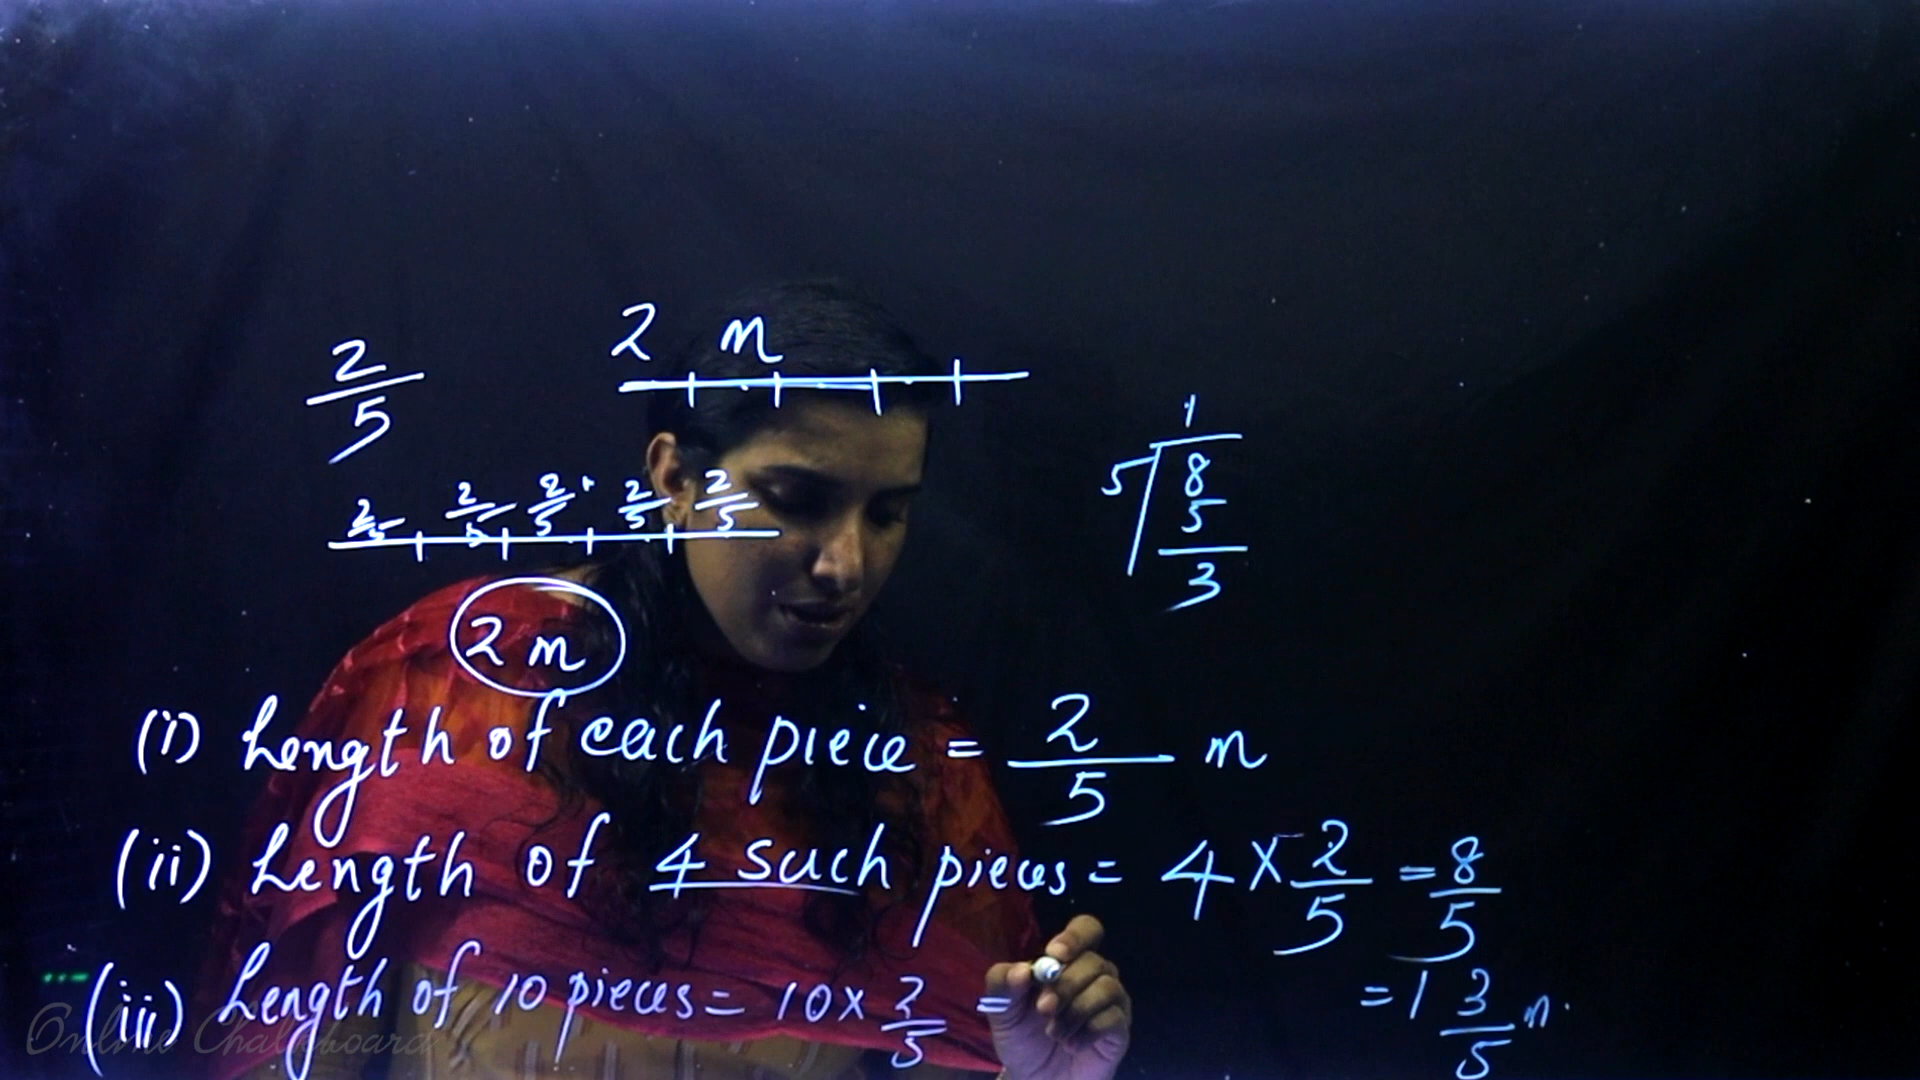 2/5
2 m
2/5 2/5 2/5 2/5 2/5
2 m
1
5 8
5
3
(i) Length of each piece = 2/5 m
(ii) Length of 4 such pieces = 4 × 2/5 = 8/5
= 1 3/5 m.
(iii) Length of 10 pieces = 10 × 2/5 =
Online Chalkboard